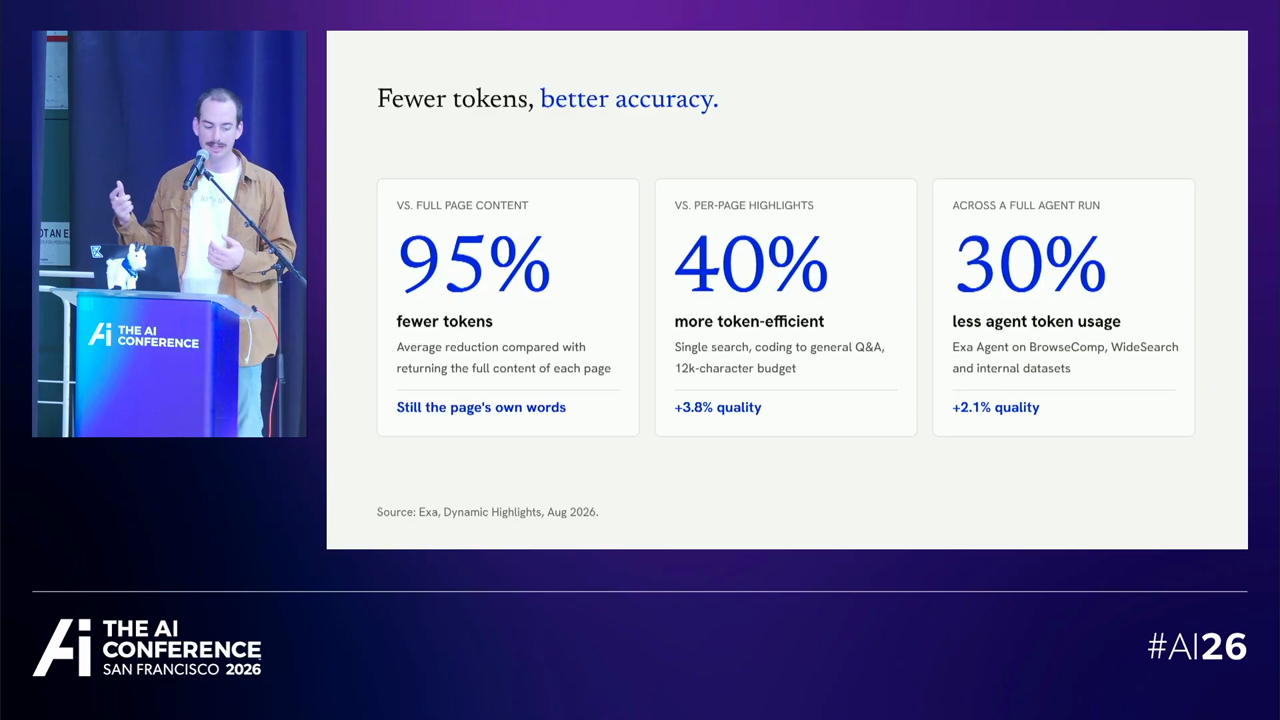 Fewer tokens, better accuracy.
VS. FULL PAGE CONTENT
95%
fewer tokens
Average reduction compared with
returning the full content of each page
Still the page's own words
VS. PER-PAGE HIGHLIGHTS
40%
more token-efficient
Single search, coding to general Q&A,
12k-character budget
+3.8% quality
ACROSS A FULL AGENT RUN
30%
less agent token usage
Exa Agent on BrowseComp, WideSearch
and internal datasets
+2.1% quality
Source: Exa, Dynamic Highlights, Aug 2026.
OT AN E
Ai THE AI
CONFERENCE
Ai THE AI
CONFERENCE
SAN FRANCISCO 2026
#AI26